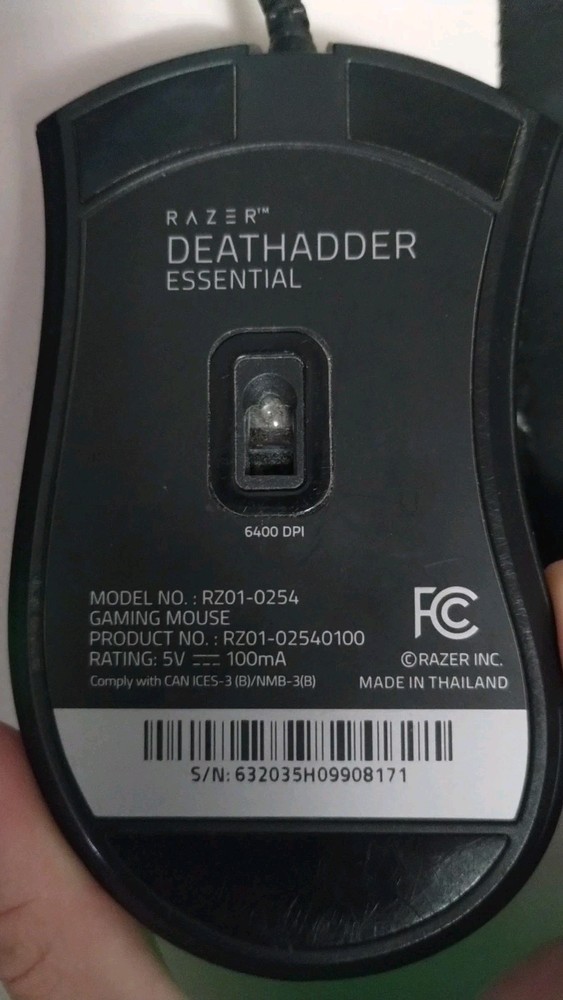 RAZER™
DEATHADDER
ESSENTIAL
6400 DPI
MODEL NO. : RZ01-0254
GAMING MOUSE
PRODUCT NO. : RZ01-02540100
RATING: 5V ⎓ 100mA
Comply with CAN ICES-3 (B)/NMB-3(B)
FC
©RAZER INC.
MADE IN THAILAND
S/N: 632035H09908171